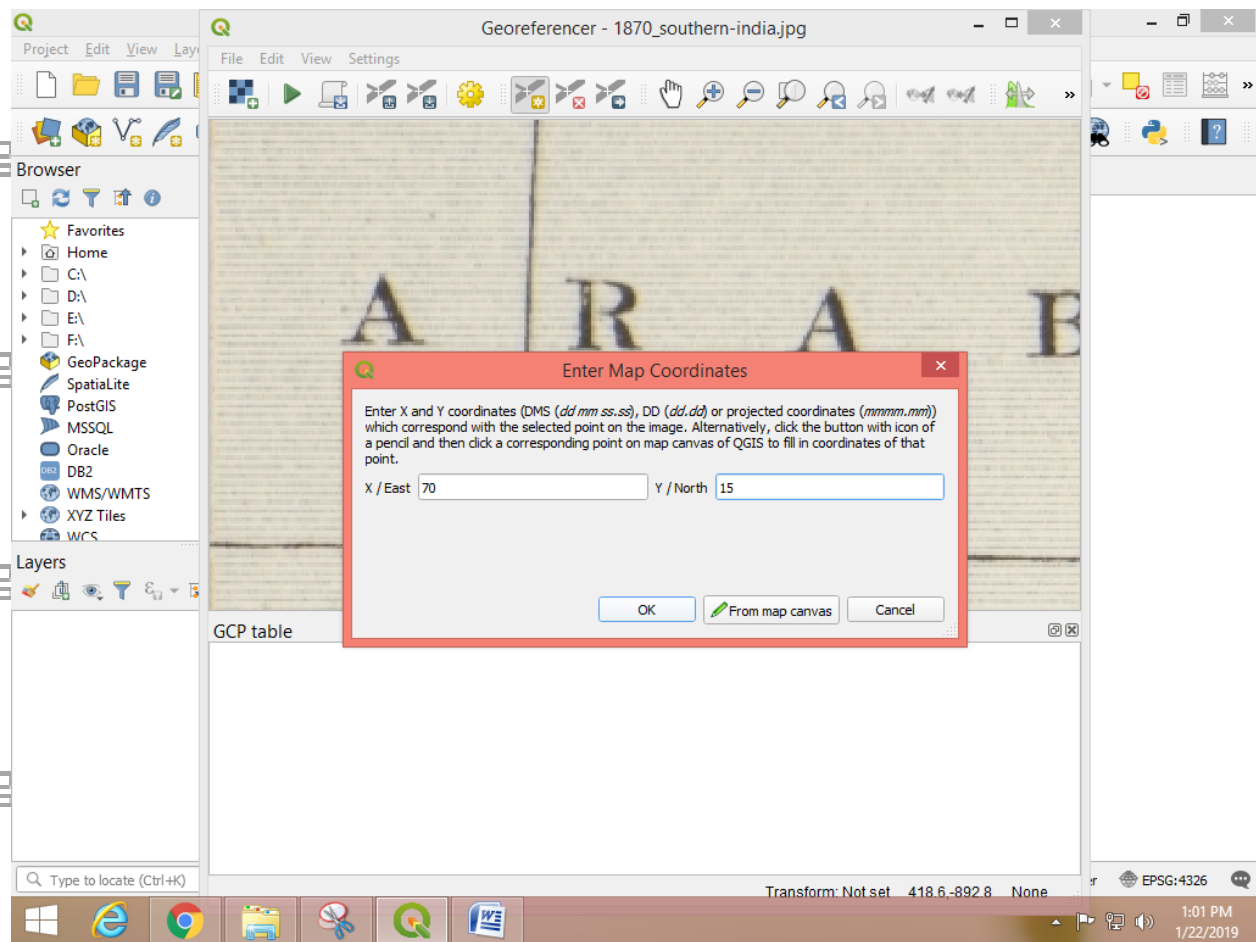 Georeferencer - 1870_southern-india.jpg
Project Edit View
File Edit View Settings
»
»
Browser
Favorites
Home
C:\
D:\
E:\
F:\
GeoPackage
SpatiaLite
PostGIS
MSSQL
Oracle
DB2
WMS/WMTS
XYZ Tiles
WCS
Layers
A R A B
Enter Map Coordinates
Enter X and Y coordinates (DMS (dd mm ss.ss), DD (dd.dd) or projected coordinates (mmmm.mm))
which correspond with the selected point on the image. Alternatively, click the button with icon of
a pencil and then click a corresponding point on map canvas of QGIS to fill in coordinates of that
point.
X / East 70 Y / North 15
OK From map canvas Cancel
GCP table
Transform: Not set 418.6,-892.8 None
Type to locate (Ctrl+K)
EPSG:4326
1:01 PM
1/22/2019